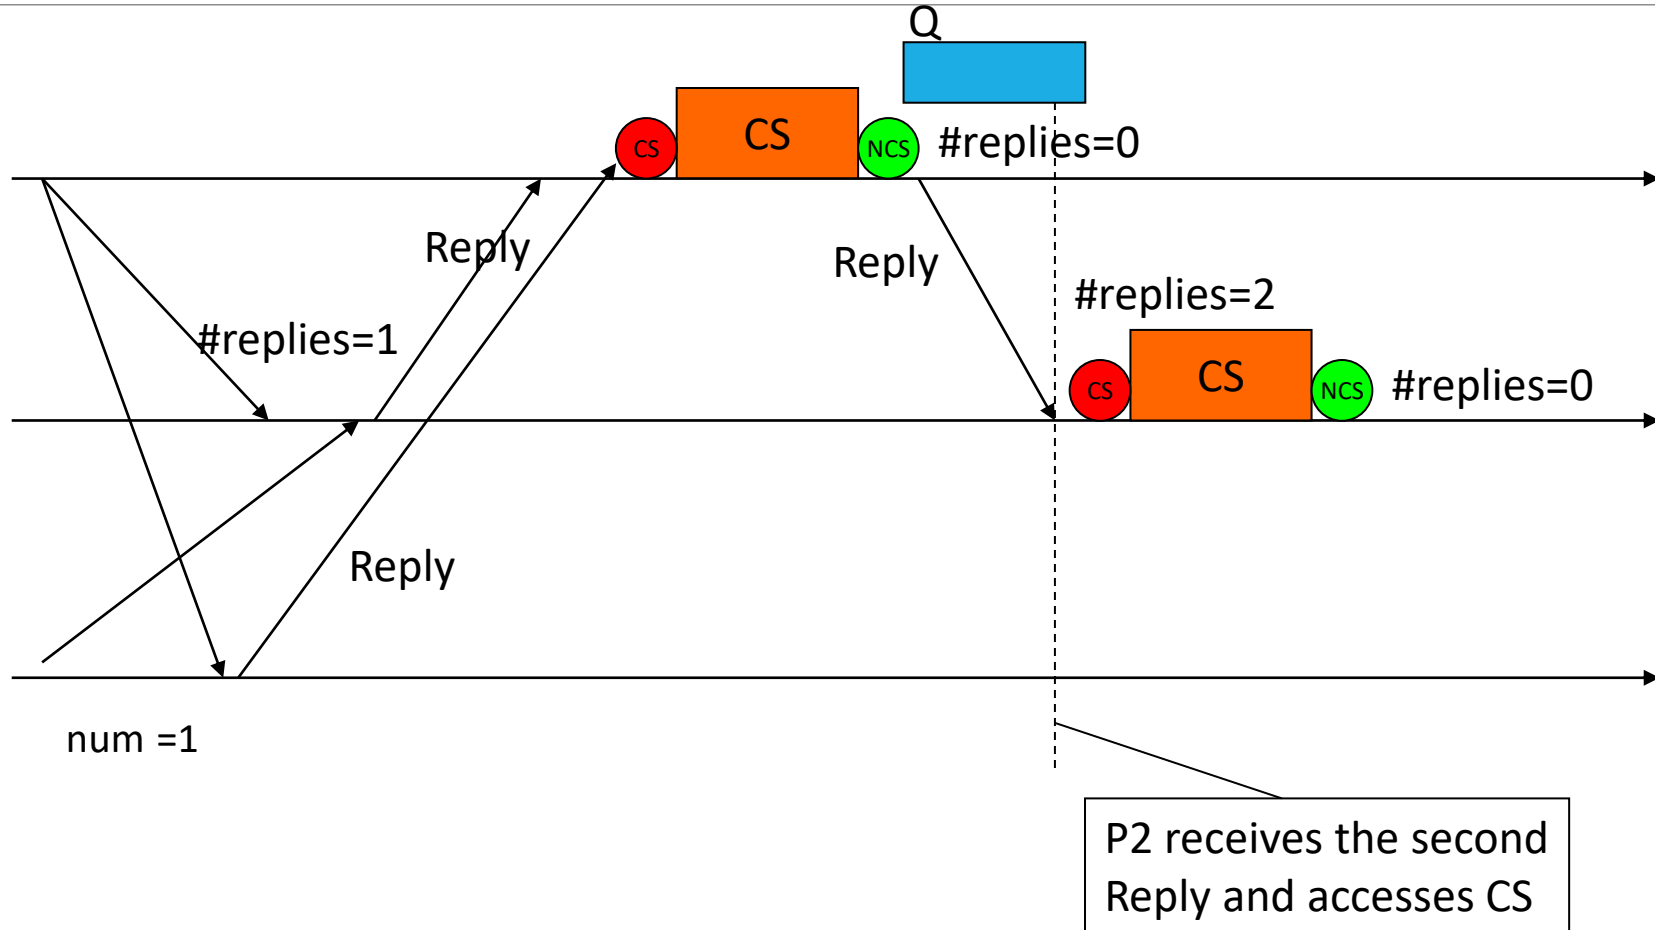 Q
CS
CS
NCS
#replies=0
Reply
Reply
#replies=2
#replies=1
CS
CS
NCS
#replies=0
Reply
num =1
P2 receives the second
Reply and accesses CS